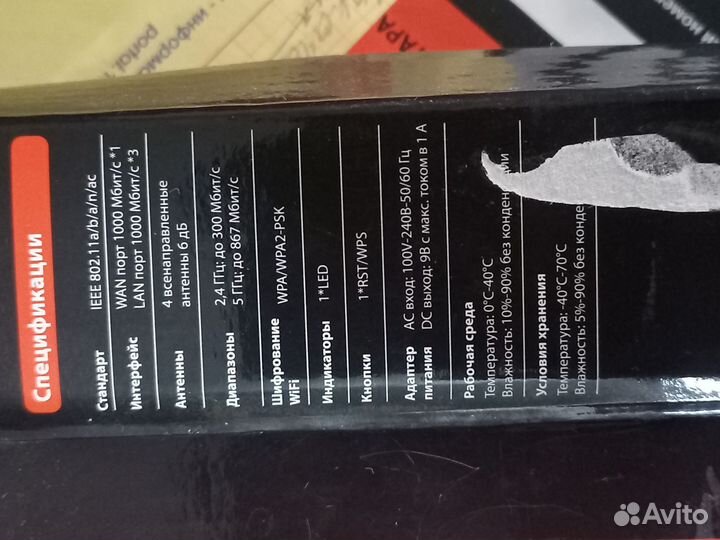 Спецификации
Стандарт IEEE 802.11a/b/a/n/ac
Интерфейс WAN порт 1000 Мбит/с *1
LAN порт 1000 Мбит/с *3
Антенны 4 всенаправленные
антенны 6 дБ
Диапазоны 2,4 ГГц: до 300 Мбит/с
5 ГГц: до 867 Мбит/с
Шифрование WPA/WPA2-PSK
WiFi
Индикаторы 1*LED
Кнопки 1*RST/WPS
Адаптер AC вход: 100V-240В-50/60 Гц
питания DC выход: 9В с макс. током в 1 А
Рабочая среда
Температура: 0°C-40°C
Влажность: 10%-90% без конденсации
Условия хранения
Температура: -40°C-70°C
Влажность: 5%-90% без конде
портал
АРА
Avito